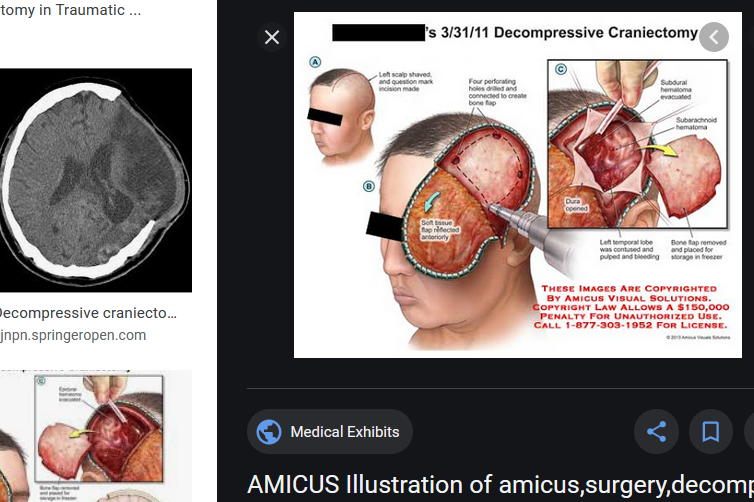 tomy in Traumatic ...
Decompressive craniecto...
jnpn.springeropen.com
C
Epidural
hematoma
evacuated
Bone flap removed
and placed for
storage in freezer
's 3/31/11 Decompressive Craniectomy
A
Left scalp shaved,
and question mark
incision made
Four perforating
holes drilled and
connected to create
bone flap
B
Soft tissue
flap reflected
anteriorly
C
Subdural
hematoma
evacuated
Subarachnoid
hematoma
Dura
opened
Left temporal lobe
was contused and
pulped and bleeding
Bone flap removed
and placed for
storage in freezer
THESE IMAGES ARE COPYRIGHTED
BY AMICUS VISUAL SOLUTIONS.
COPYRIGHT LAW ALLOWS A $150,000
PENALTY FOR UNAUTHORIZED USE.
CALL 1-877-303-1952 FOR LICENSE.
© 2013 Amicus Visual Solutions
Medical Exhibits
AMICUS Illustration of amicus,surgery,decomp